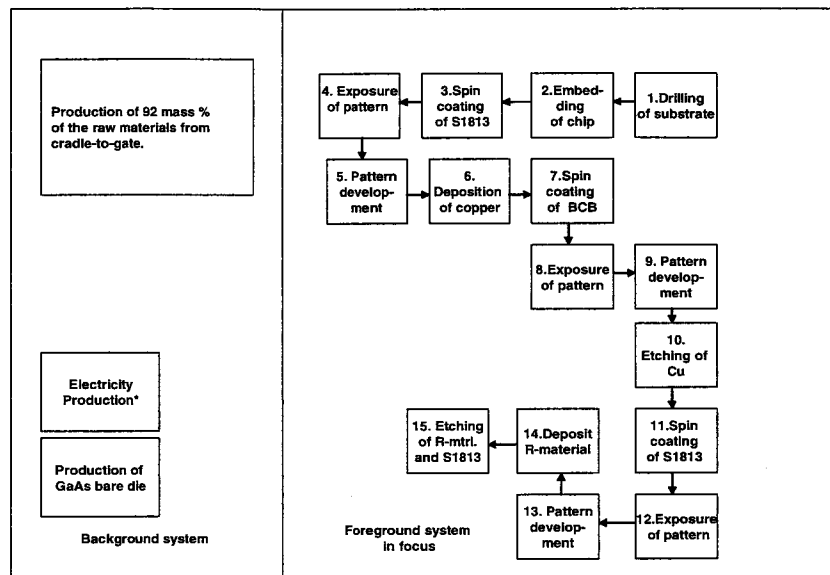 Production of 92 mass %
of the raw materials from
cradle-to-gate.
Electricity
Production*
Production of
GaAs bare die
Background system
4. Exposure
of pattern
3.Spin
coating
of S1813
2.Embed-
ding
of chip
1.Drilling
of substrate
5. Pattern
develop-
ment
6.
Deposition
of copper
7.Spin
coating
of BCB
8.Exposure
of pattern
9. Pattern
develop-
ment
10.
Etching of
Cu
11.Spin
coating
of S1813
12.Exposure
of pattern
13. Pattern
develop-
ment
14.Deposit
R-material
15. Etching
of R-mtrl.
and S1813
Foreground system
in focus